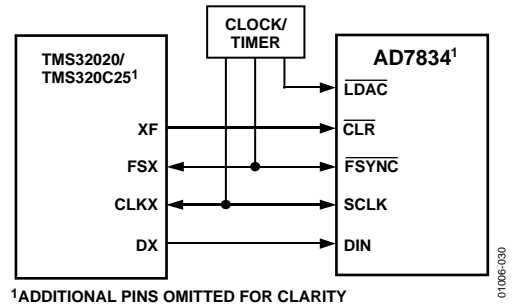 CLOCK/
TIMER
TMS32020/
TMS320C25¹
AD7834¹
LDAC
XF
CLR
FSX
FSYNC
CLKX
SCLK
DX
DIN
¹ADDITIONAL PINS OMITTED FOR CLARITY
01006-030